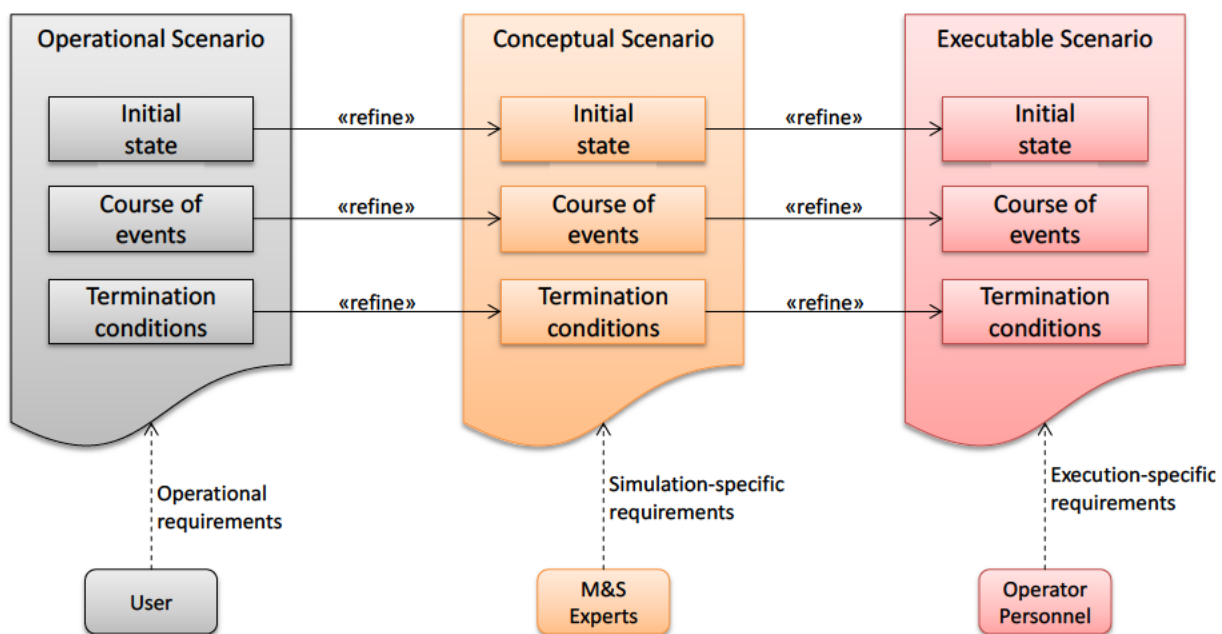 Operational Scenario
Initial
state
Course of
events
Termination
conditions
«refine»
«refine»
«refine»
Conceptual Scenario
Initial
state
Course of
events
Termination
conditions
«refine»
«refine»
«refine»
Executable Scenario
Initial
state
Course of
events
Termination
conditions
Operational
requirements
User
Simulation-specific
requirements
M&S
Experts
Execution-specific
requirements
Operator
Personnel